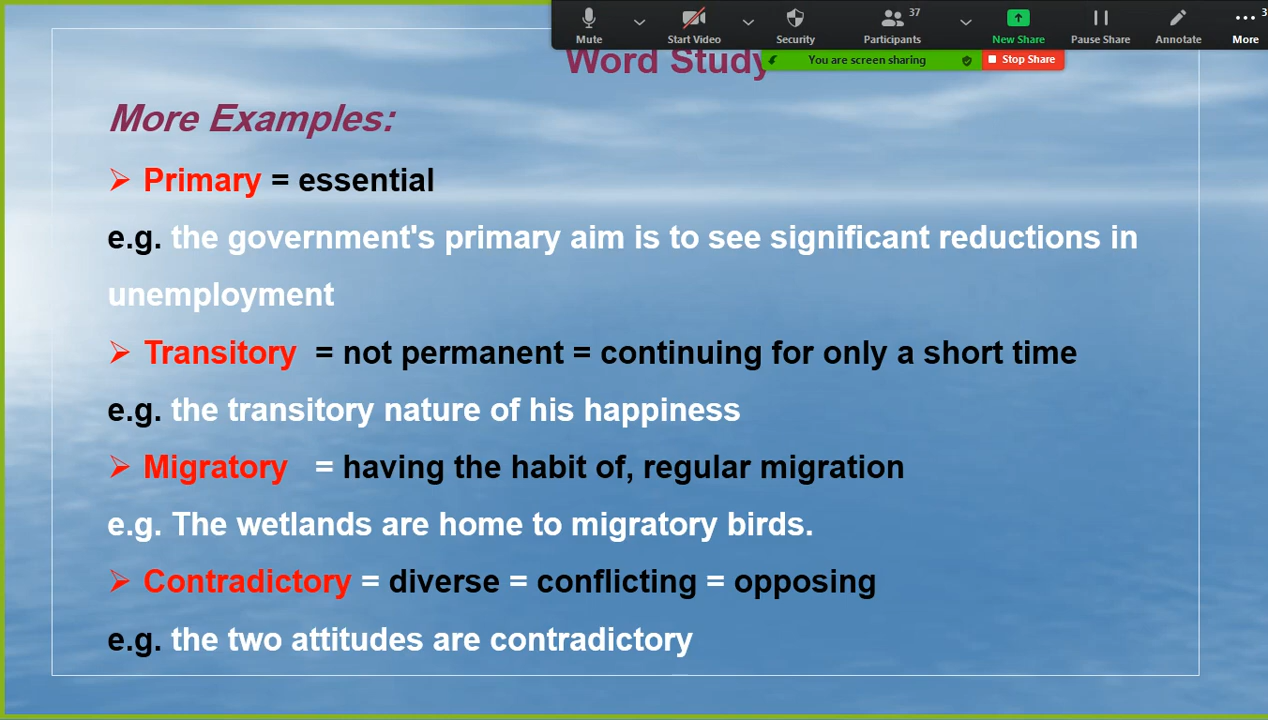 Mute
Start Video
Security
Participants
37
New Share
Pause Share
Annotate
More
3
You are screen sharing
Stop Share
Word Study
More Examples:
Primary = essential
e.g. the government's primary aim is to see significant reductions in
unemployment
Transitory = not permanent = continuing for only a short time
e.g. the transitory nature of his happiness
Migratory = having the habit of, regular migration
e.g. The wetlands are home to migratory birds.
Contradictory = diverse = conflicting = opposing
e.g. the two attitudes are contradictory